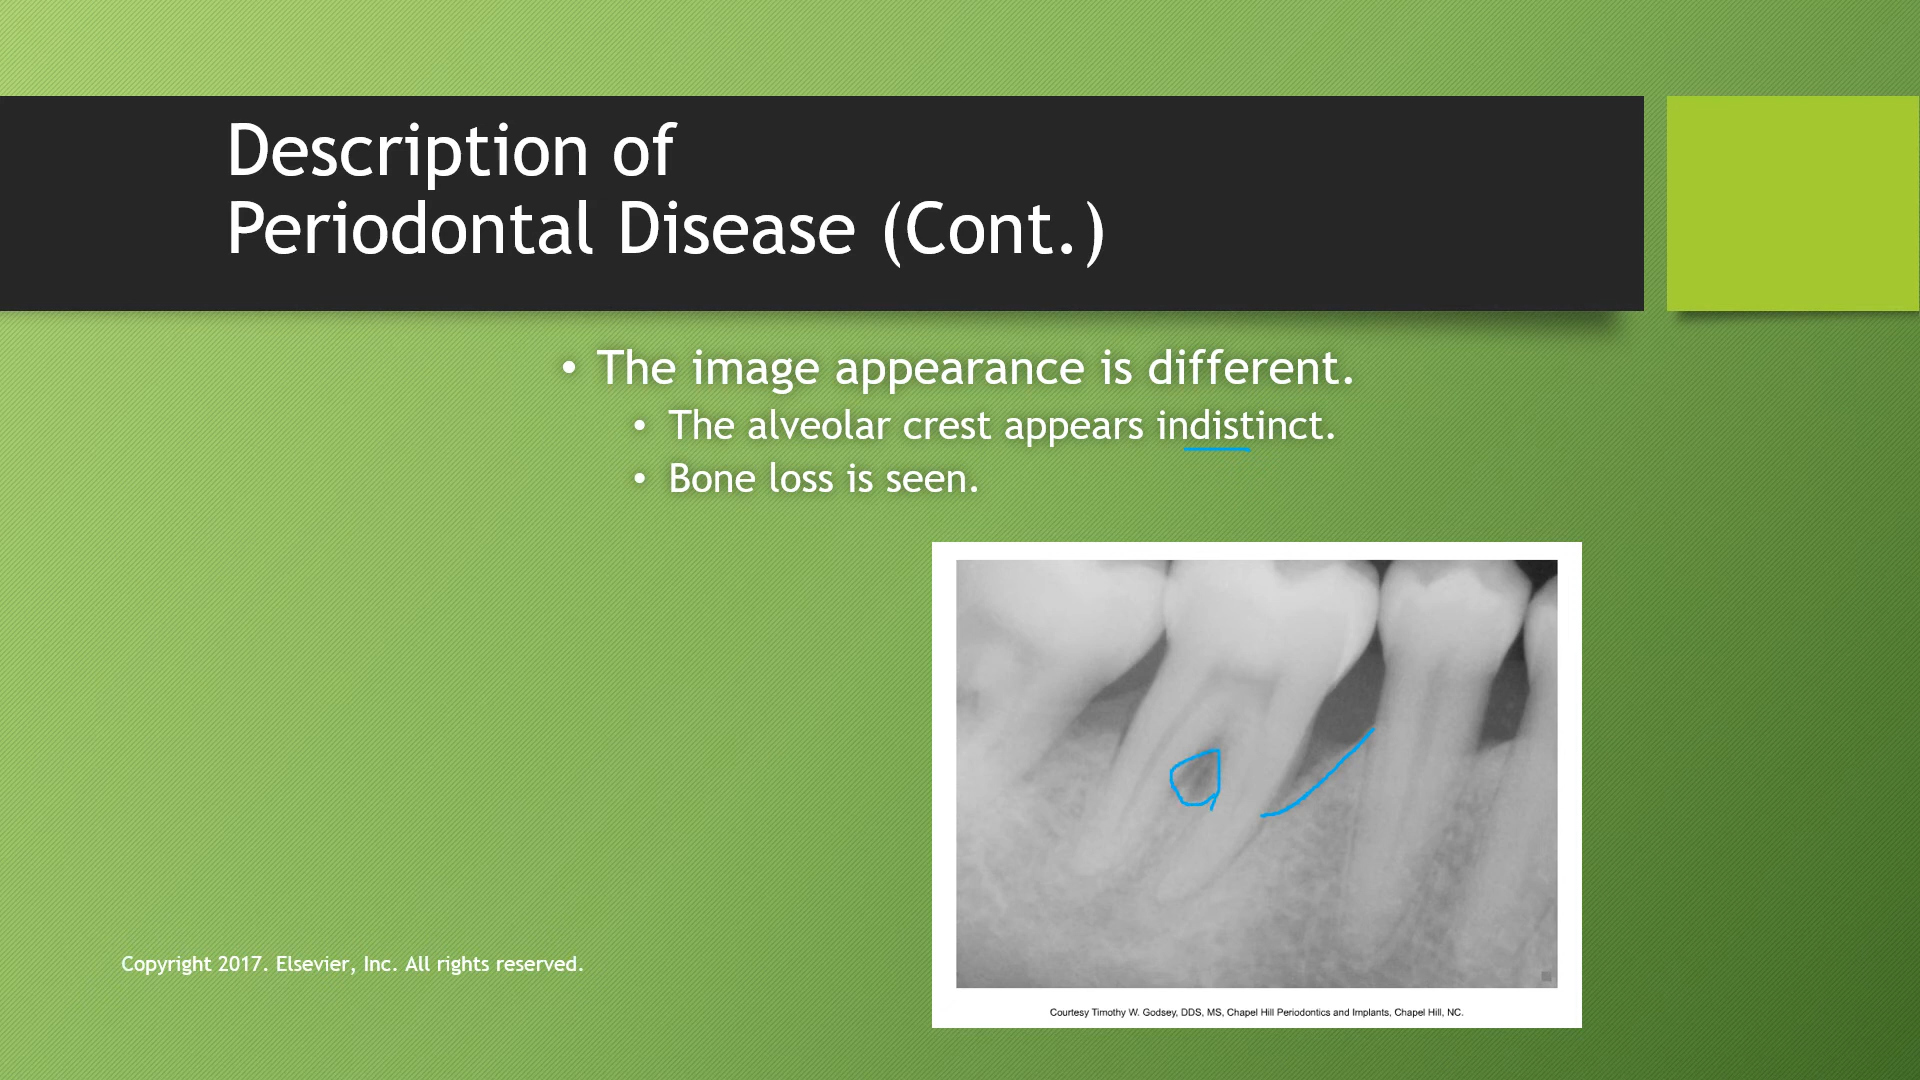 Description of
Periodontal Disease (Cont.)
• The image appearance is different.
• The alveolar crest appears indistinct.
• Bone loss is seen.
Copyright 2017. Elsevier, Inc. All rights reserved.
Courtesy Timothy W. Godsey, DDS, MS, Chapel Hill Periodontics and Implants, Chapel Hill, NC.